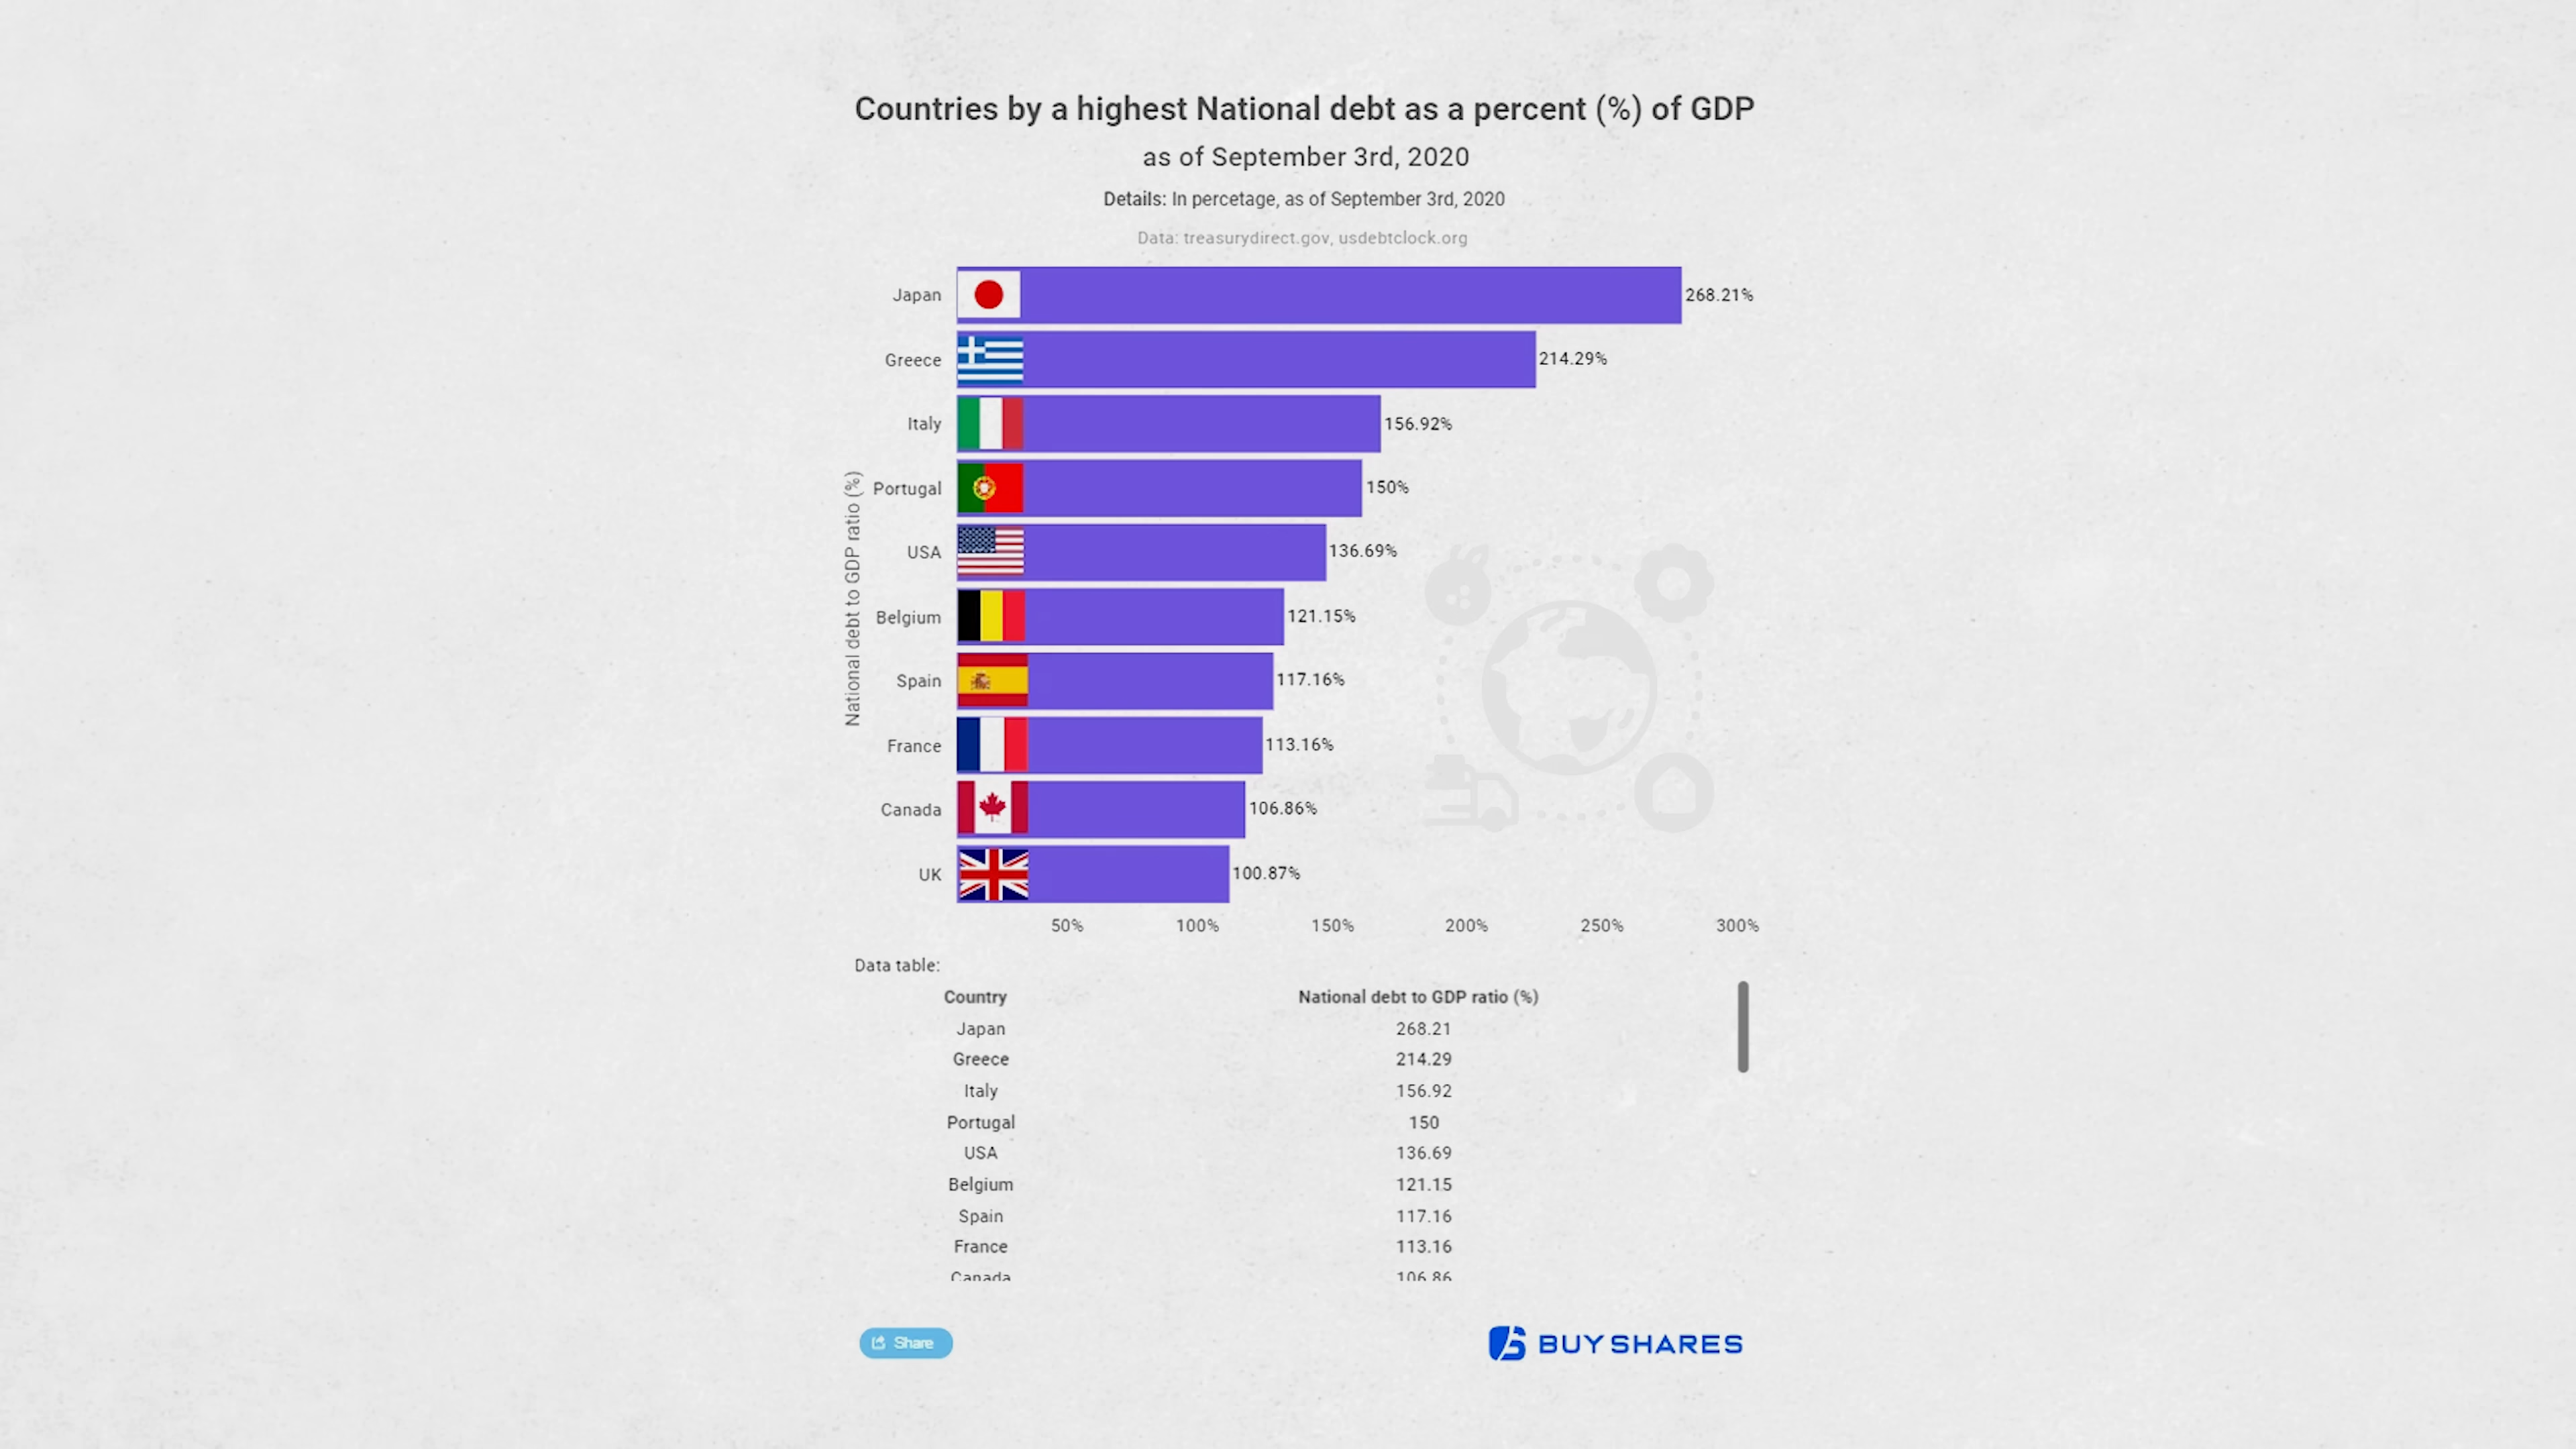 Countries by a highest National debt as a percent (%) of GDP
as of September 3rd, 2020
Details: In percetage, as of September 3rd, 2020
Data: treasurydirect.gov, usdebtclock.org
National debt to GDP ratio (%)
Japan 268.21%
Greece 214.29%
Italy 156.92%
Portugal 150%
USA 136.69%
Belgium 121.15%
Spain 117.16%
France 113.16%
Canada 106.86%
UK 100.87%
50% 100% 150% 200% 250% 300%
Data table:
Country National debt to GDP ratio (%)
Japan 268.21
Greece 214.29
Italy 156.92
Portugal 150
USA 136.69
Belgium 121.15
Spain 117.16
France 113.16
Canada 106.86
Share
BUYSHARES